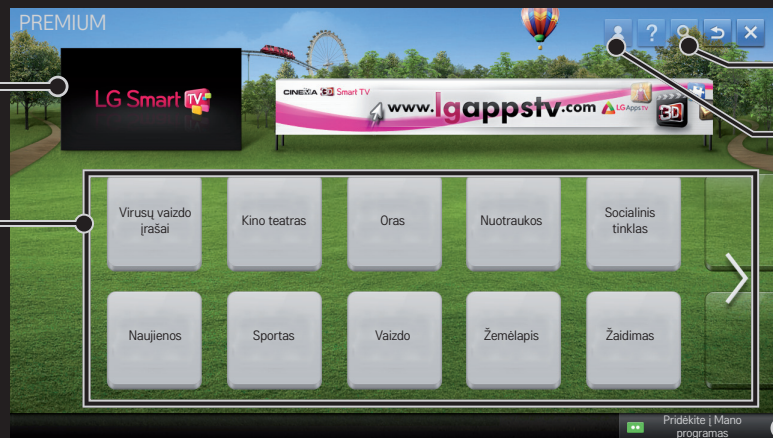 PREMIUM
?
LG Smart TV
CINEMA 3D Smart TV
www.lgappstv.com
LG Apps TV
3D
Virusų vaizdo
įrašai
Kino teatras
Oras
Nuotraukos
Socialinis
tinklas
Naujienos
Sportas
Vaizdo
Žemėlapis
Žaidimas
Pridėkite į Mano
programas